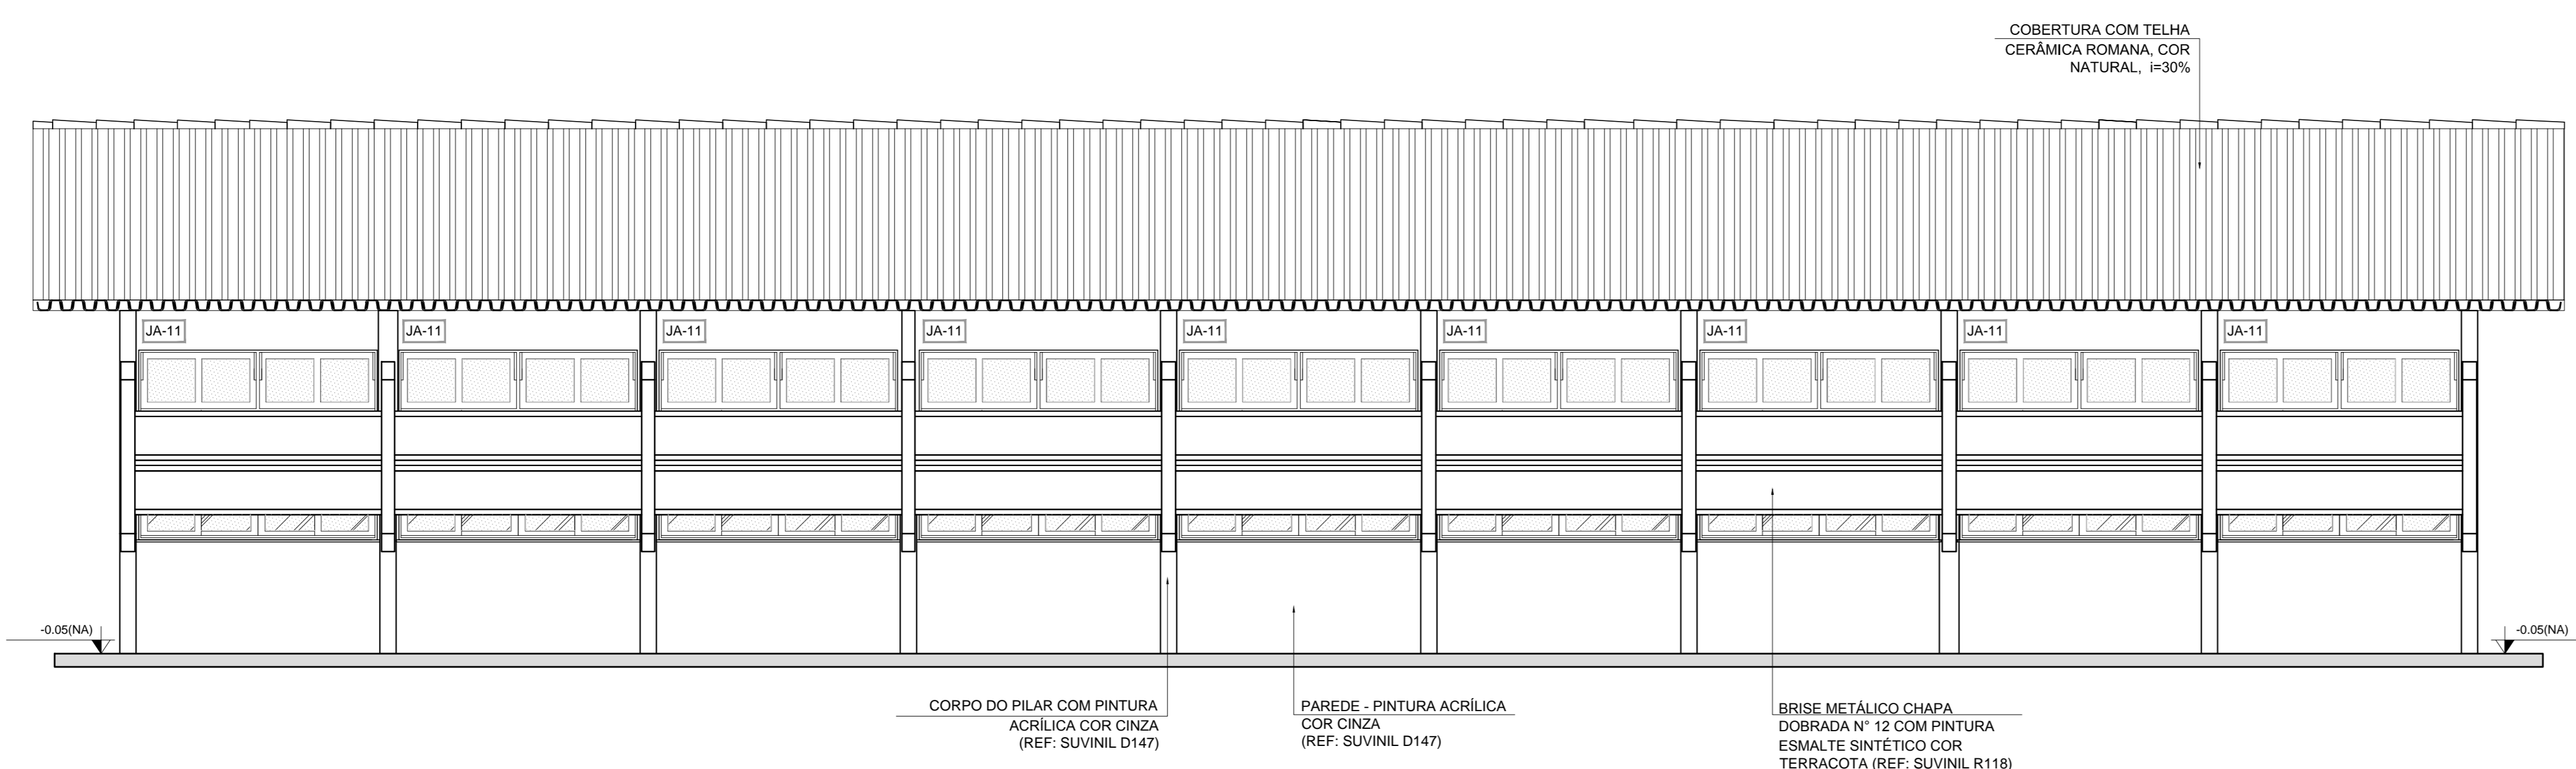 COBERTURA COM TELHA
CERÂMICA ROMANA, COR
NATURAL, i=30%
JA-11
JA-11
JA-11
JA-11
JA-11
JA-11
JA-11
JA-11
JA-11
-0.05(NA)
-0.05(NA)
CORPO DO PILAR COM PINTURA
ACRÍLICA COR CINZA
(REF: SUVINIL D147)
PAREDE - PINTURA ACRÍLICA
COR CINZA
(REF: SUVINIL D147)
BRISE METÁLICO CHAPA
DOBRADA N° 12 COM PINTURA
ESMALTE SINTÉTICO COR
TERRACOTA (REF: SUVINIL R118)